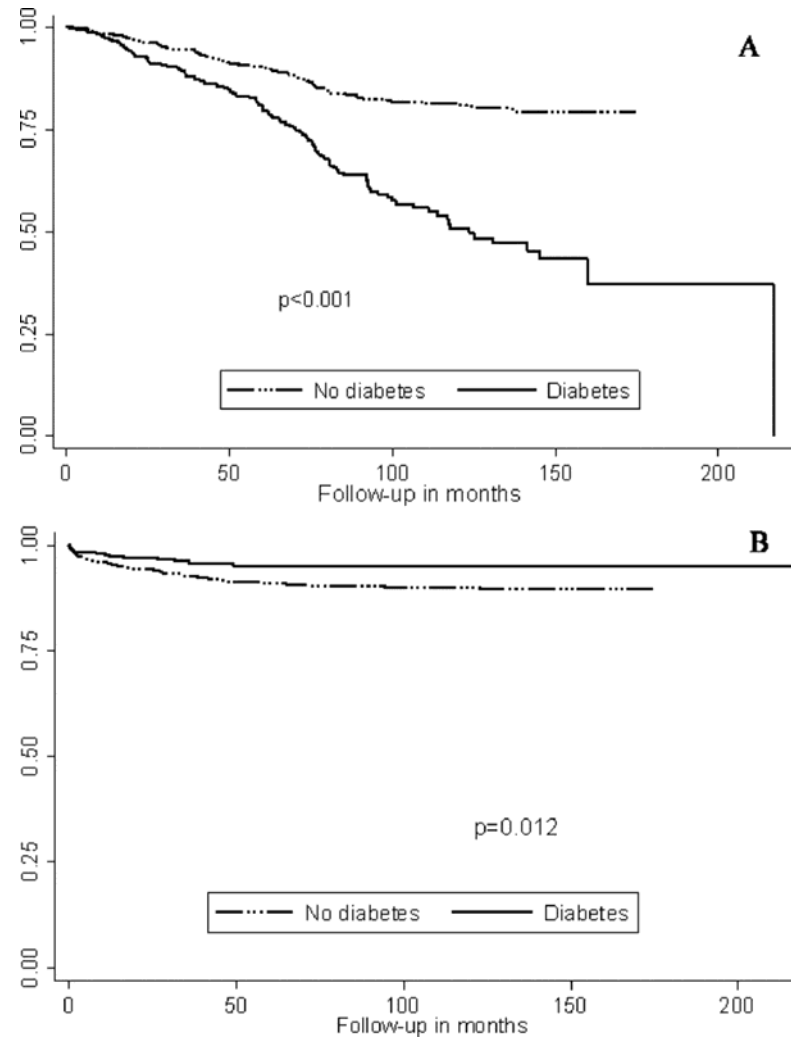 A
1.00
0.75
0.50
0.25
0.00
p<0.001
No diabetes Diabetes
0 50 100 150 200
Follow-up in months
B
1.00
0.75
0.50
0.25
0.00
p=0.012
No diabetes Diabetes
0 50 100 150 200
Follow-up in months